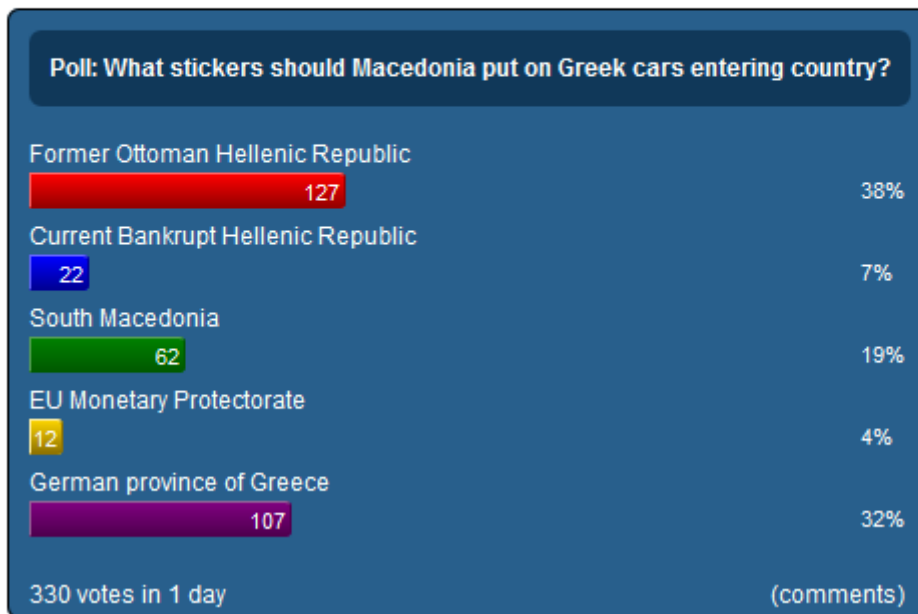 Poll: What stickers should Macedonia put on Greek cars entering country?
Former Ottoman Hellenic Republic
127 38%
Current Bankrupt Hellenic Republic
22 7%
South Macedonia
62 19%
EU Monetary Protectorate
12 4%
German province of Greece
107 32%
330 votes in 1 day (comments)